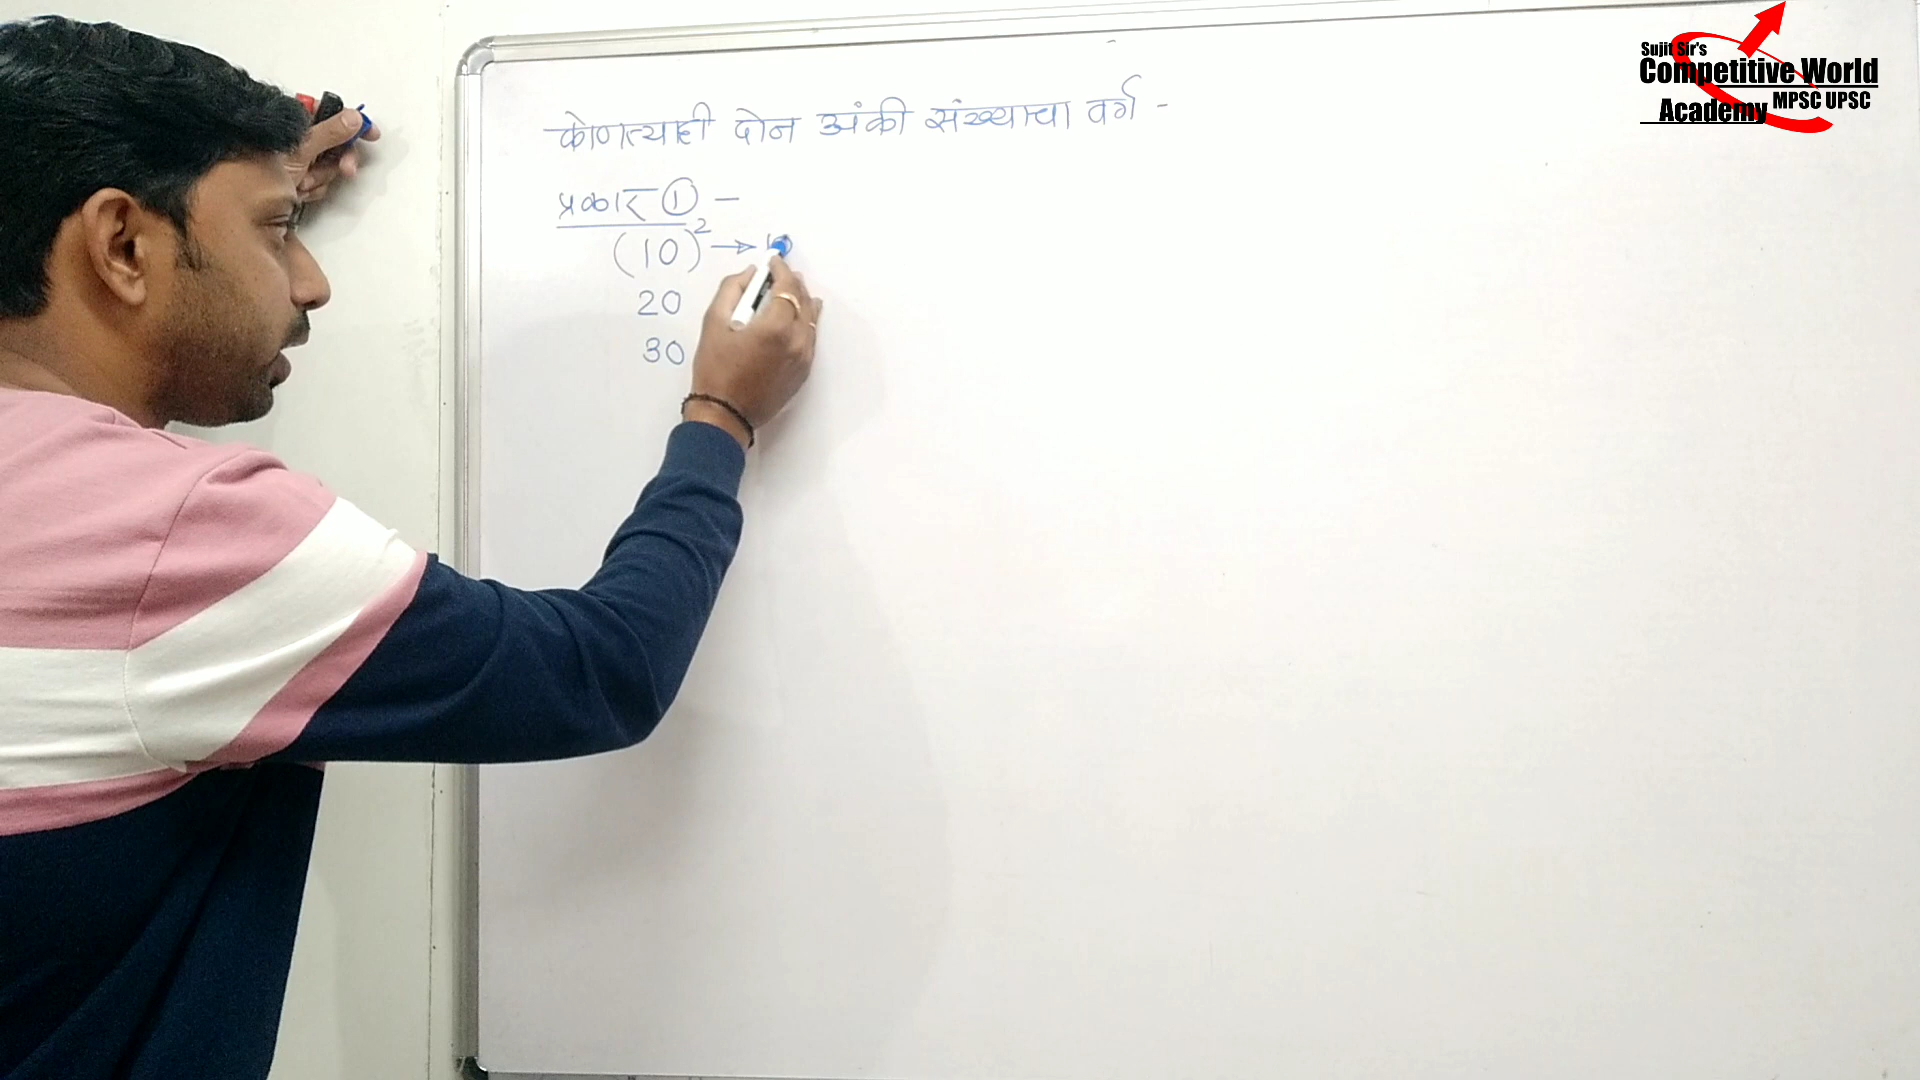 कोणत्याही दोन अंकी संख्याचा वर्ग -
प्रकार ① -
(10)² →
20
30
Sujit Sir's
Competitive World
Academy MPSC UPSC